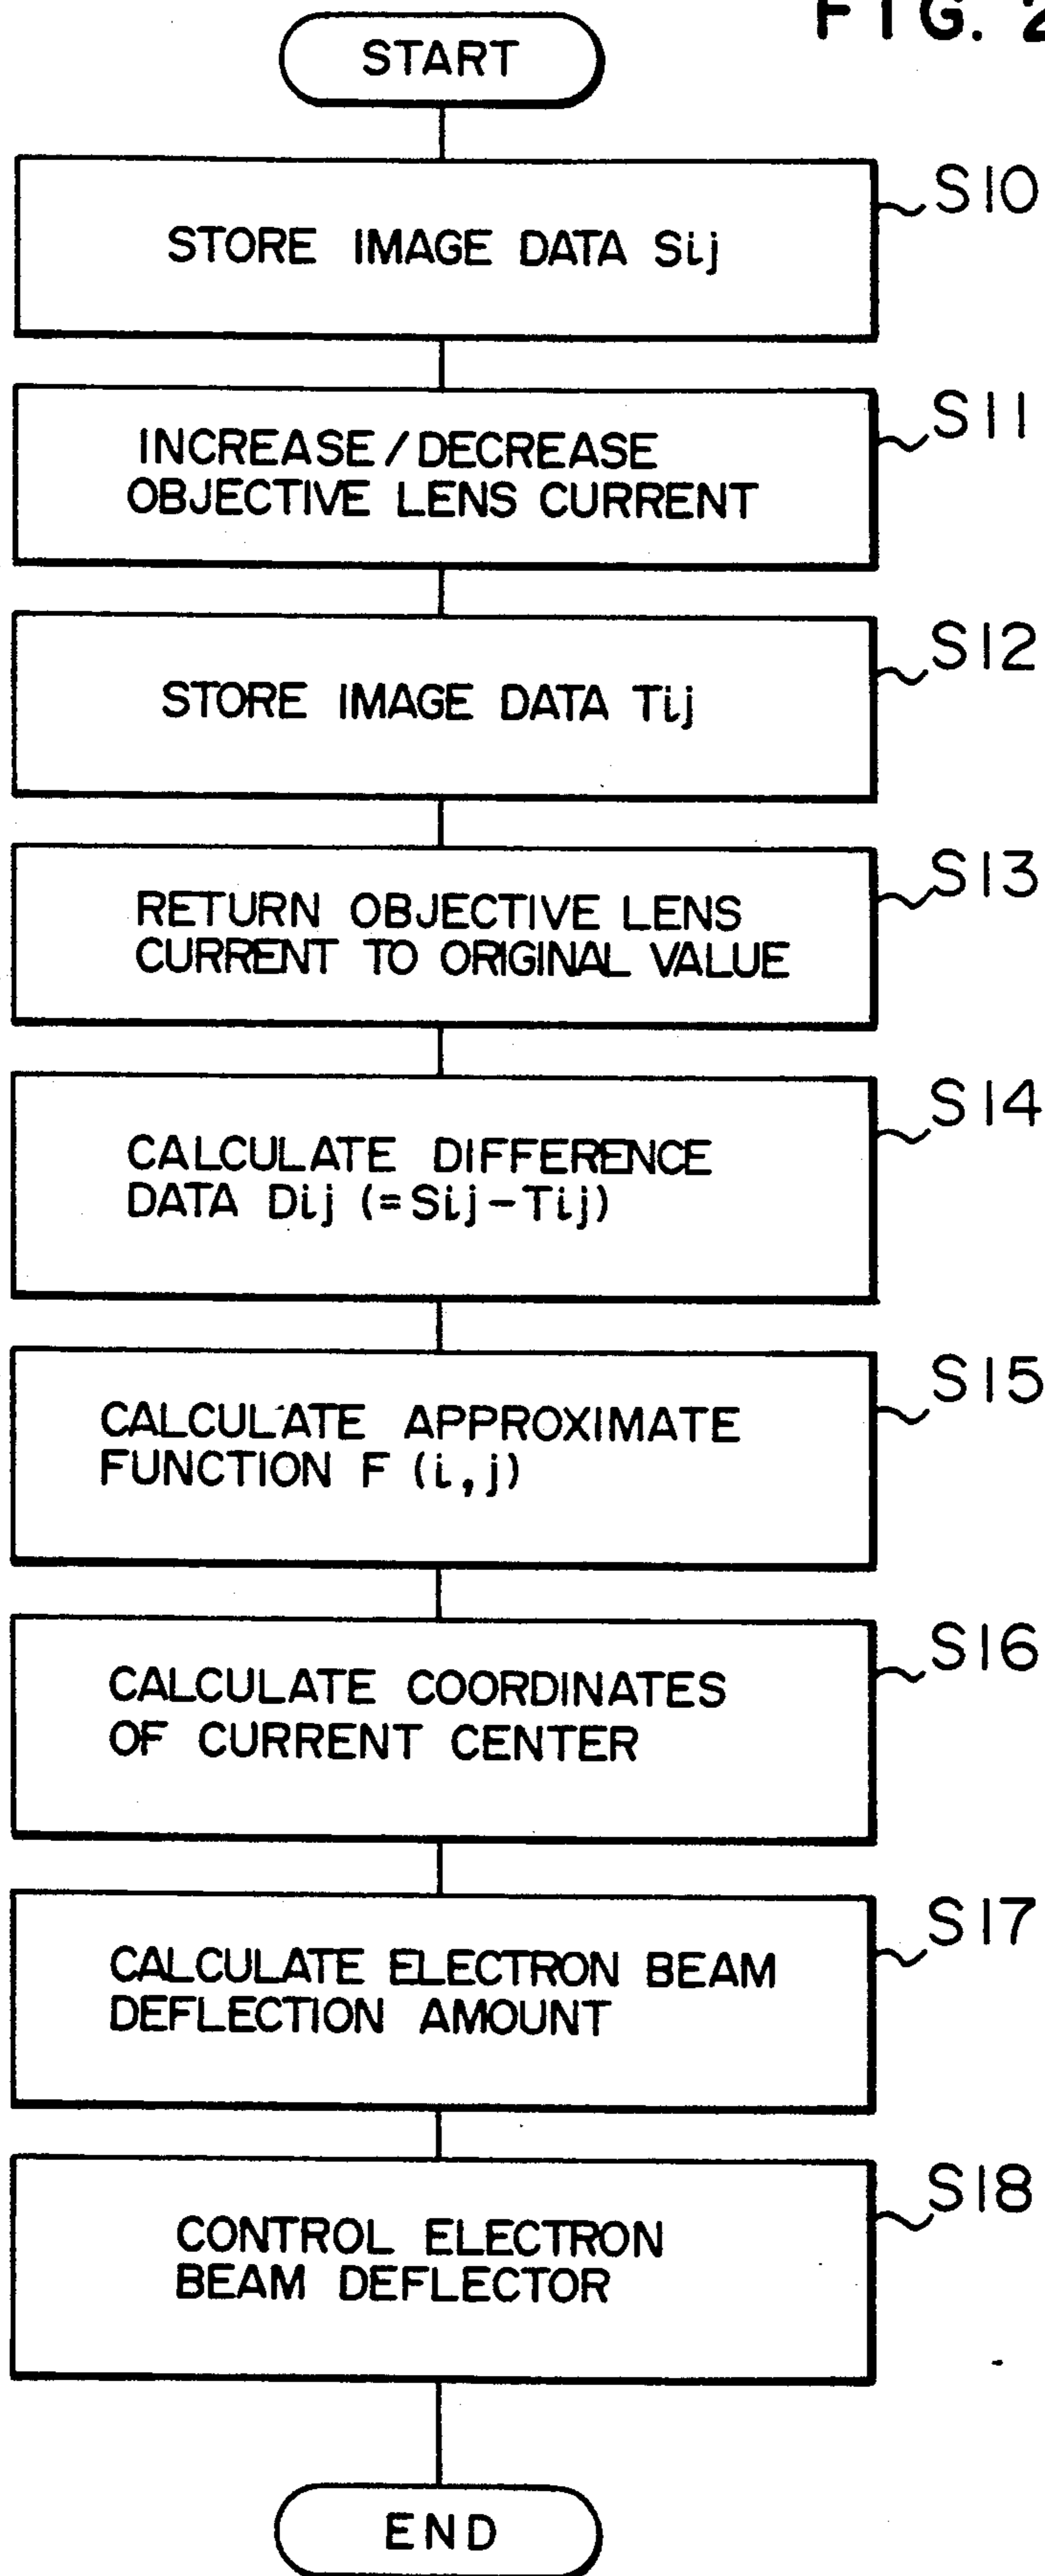 FIG. 2
START
S10
STORE IMAGE DATA Sij
S11
INCREASE/DECREASE
OBJECTIVE LENS CURRENT
S12
STORE IMAGE DATA Tij
S13
RETURN OBJECTIVE LENS
CURRENT TO ORIGINAL VALUE
S14
CALCULATE DIFFERENCE
DATA Dij (=Sij-Tij)
S15
CALCULATE APPROXIMATE
FUNCTION F (i,j)
S16
CALCULATE COORDINATES
OF CURRENT CENTER
S17
CALCULATE ELECTRON BEAM
DEFLECTION AMOUNT
S18
CONTROL ELECTRON
BEAM DEFLECTOR
END